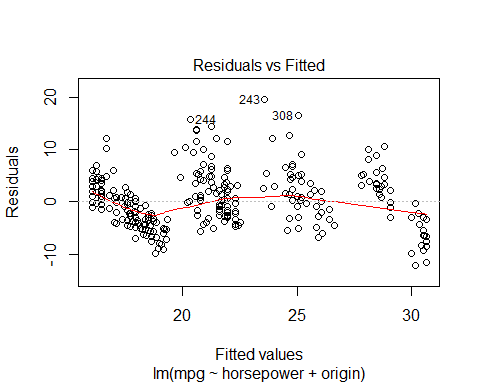 Residuals vs Fitted
Residuals
20
10
0
-10
243
244
308
20
25
30
Fitted values
lm(mpg ~ horsepower + origin)